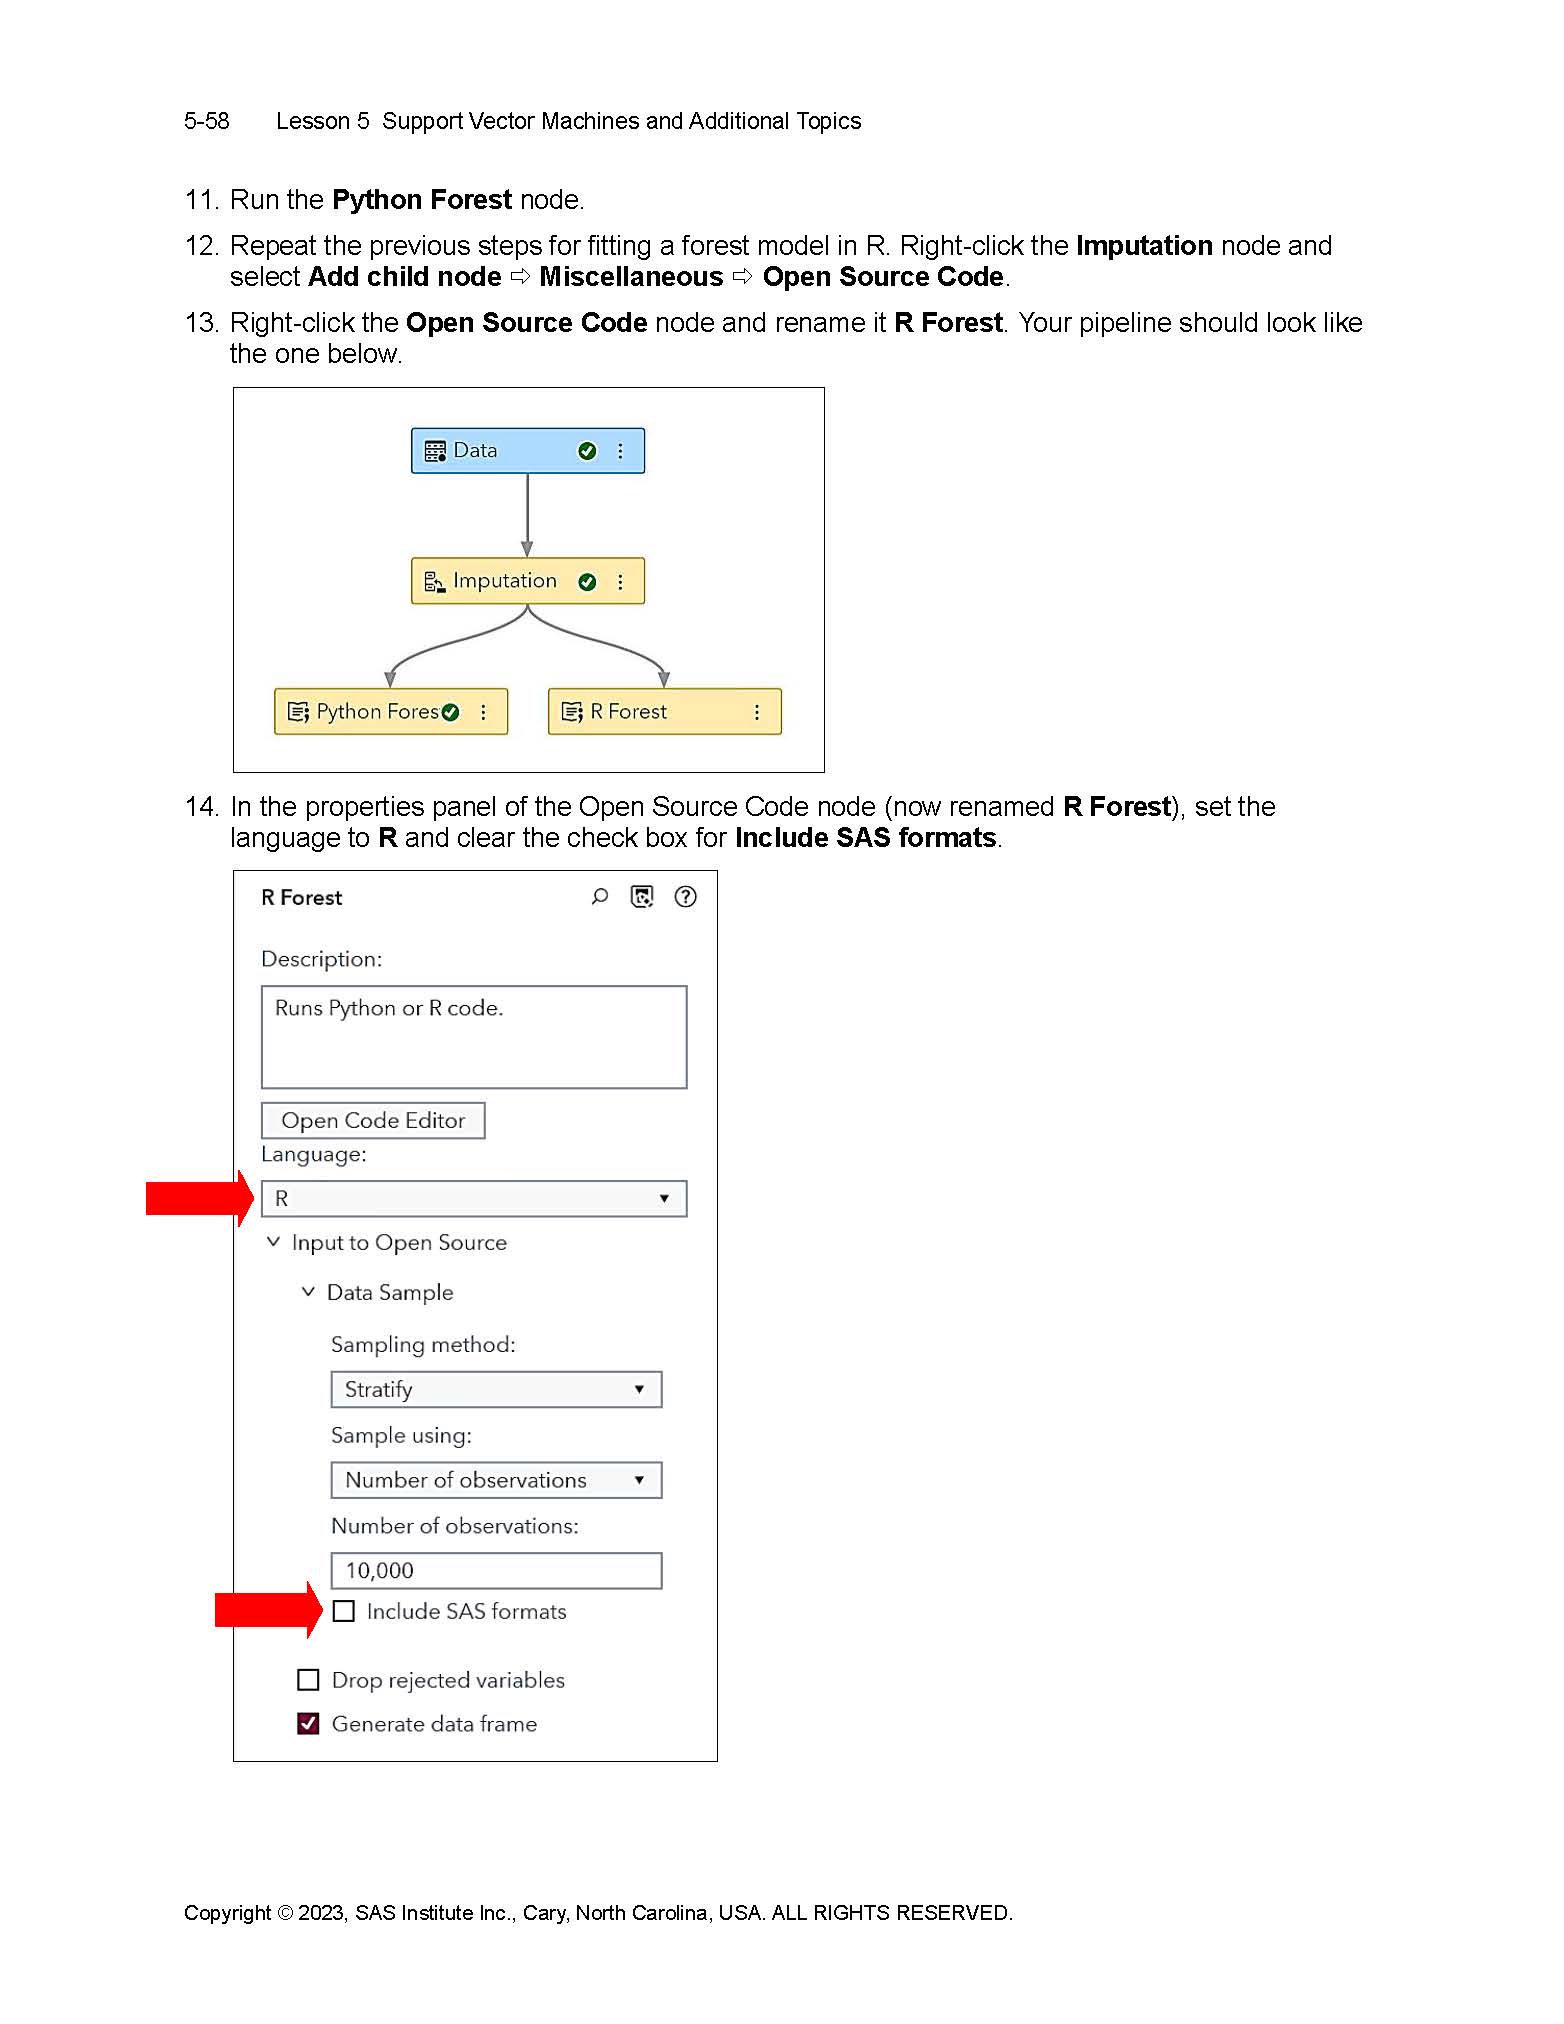 5-58 Lesson 5 Support Vector Machines and Additional Topics
11. Run the Python Forest node.
12. Repeat the previous steps for fitting a forest model in R. Right-click the Imputation node and
select Add child node ⇨ Miscellaneous ⇨ Open Source Code.
13. Right-click the Open Source Code node and rename it R Forest. Your pipeline should look like
the one below.
Data
Imputation
Python Fores
R Forest
14. In the properties panel of the Open Source Code node (now renamed R Forest), set the
language to R and clear the check box for Include SAS formats.
R Forest
Description:
Runs Python or R code.
Open Code Editor
Language:
R
Input to Open Source
Data Sample
Sampling method:
Stratify
Sample using:
Number of observations
Number of observations:
10,000
Include SAS formats
Drop rejected variables
Generate data frame
Copyright © 2023, SAS Institute Inc., Cary, North Carolina, USA. ALL RIGHTS RESERVED.